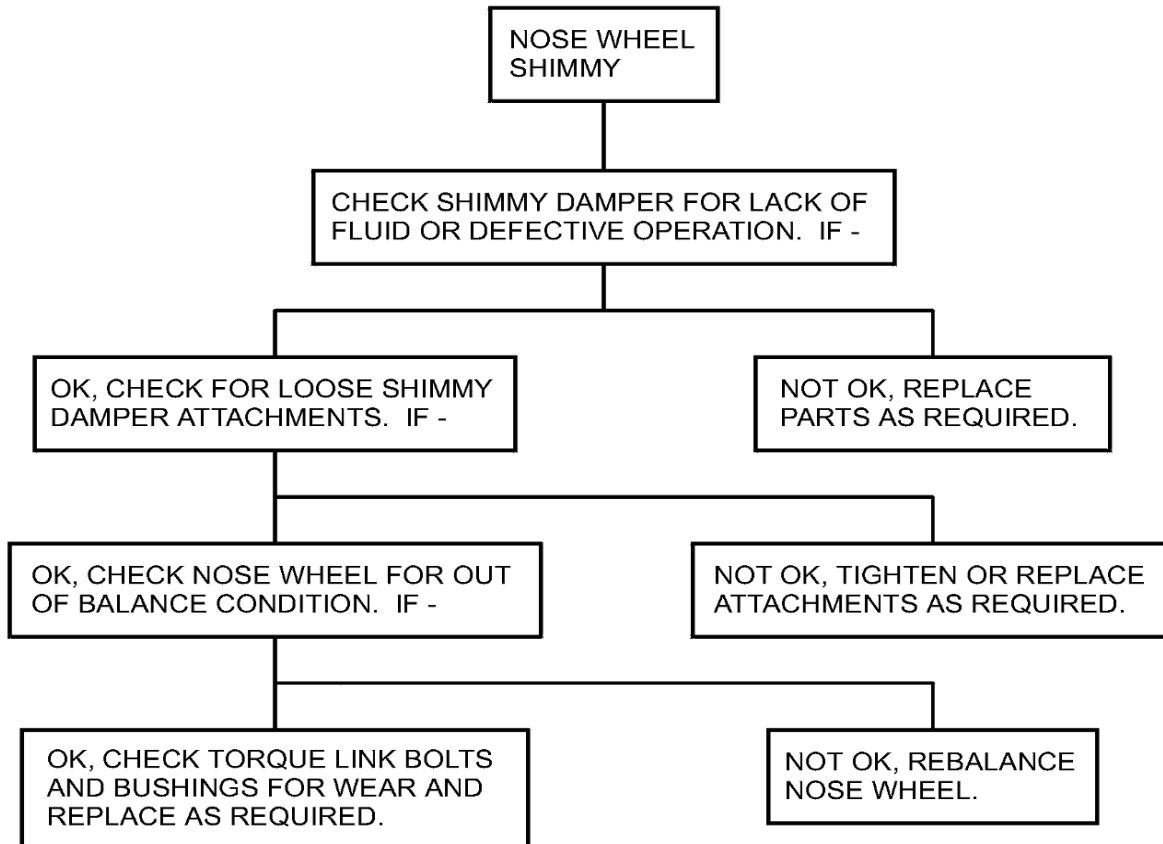 NOSE WHEEL
SHIMMY
CHECK SHIMMY DAMPER FOR LACK OF
FLUID OR DEFECTIVE OPERATION. IF -
OK, CHECK FOR LOOSE SHIMMY
DAMPER ATTACHMENTS. IF -
NOT OK, REPLACE
PARTS AS REQUIRED.
OK, CHECK NOSE WHEEL FOR OUT
OF BALANCE CONDITION. IF -
NOT OK, TIGHTEN OR REPLACE
ATTACHMENTS AS REQUIRED.
OK, CHECK TORQUE LINK BOLTS
AND BUSHINGS FOR WEAR AND
REPLACE AS REQUIRED.
NOT OK, REBALANCE
NOSE WHEEL.